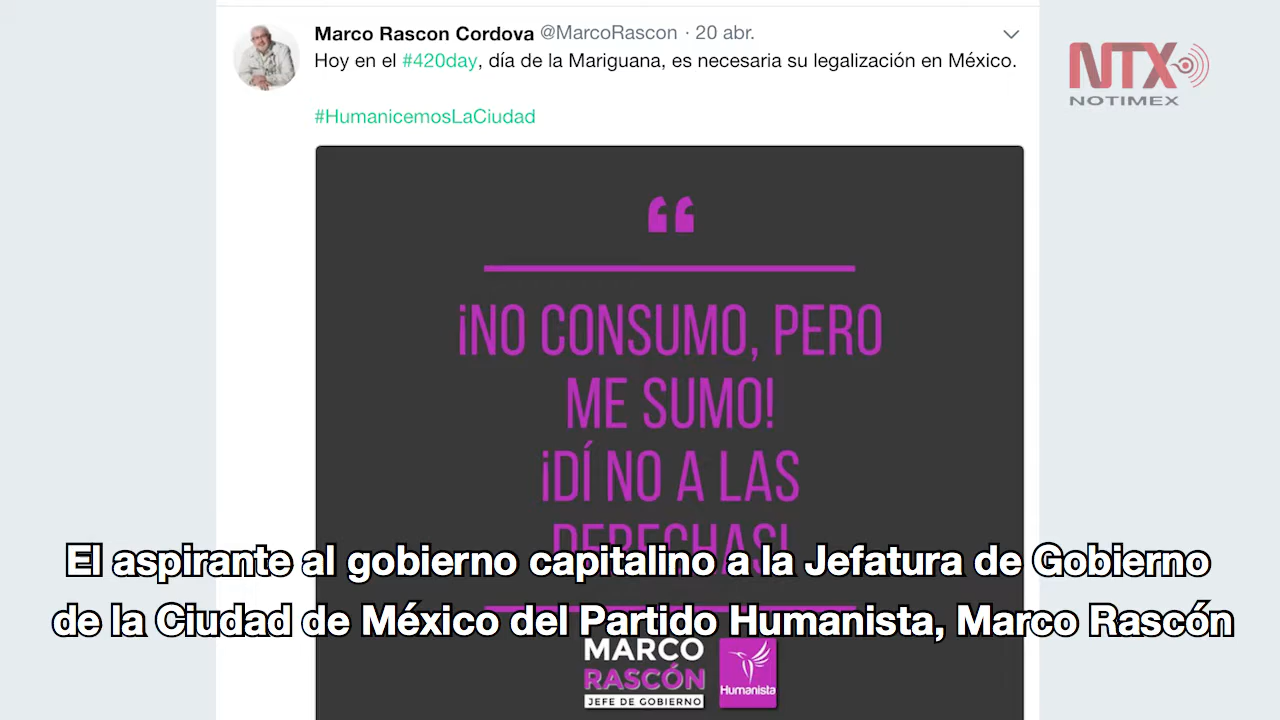 Marco Rascon Cordova @MarcoRascon · 20 abr.
Hoy en el #420day, día de la Mariguana, es necesaria su legalización en México.
#HumanicemosLaCiudad
NTX
NOTIMEX
“
¡NO CONSUMO, PERO
ME SUMO!
¡DÍ NO A LAS
DERECHAS!
El aspirante al gobierno capitalino a la Jefatura de Gobierno
de la Ciudad de México del Partido Humanista, Marco Rascón
MARCO
RASCÓN
JEFE DE GOBIERNO
Humanista